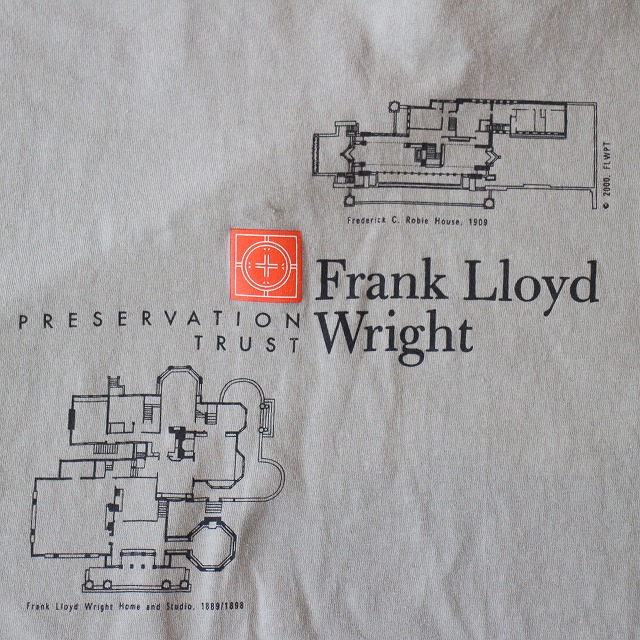 © 2000, FLWPT
Frederick C. Robie House, 1909
Frank Lloyd
Wright
PRESERVATION
TRUST
Frank Lloyd Wright Home and Studio, 1889/1898